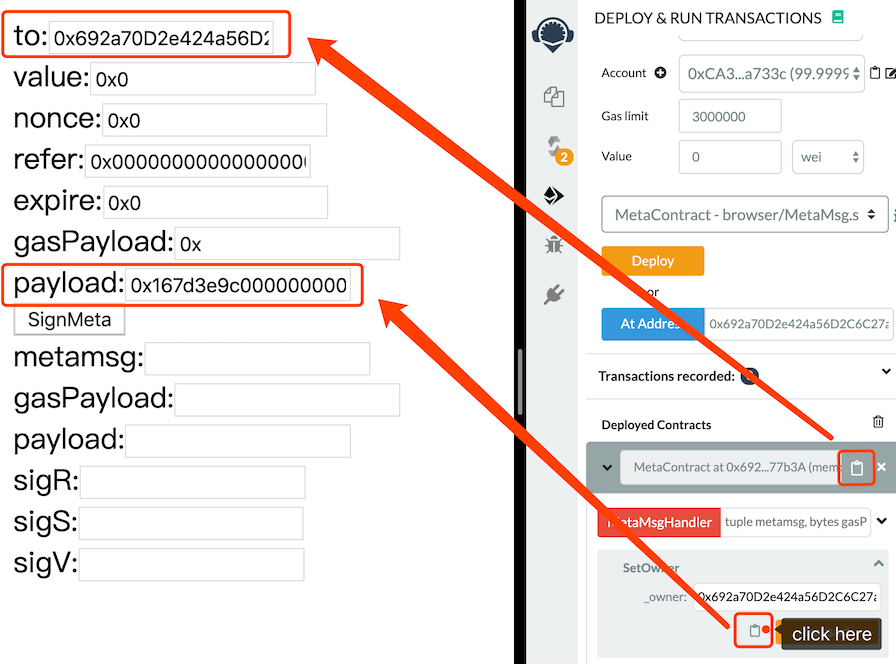 to: 0x692a70D2e424a56D2
value: 0x0
nonce: 0x0
refer: 0x00000000000000000
expire: 0x0
gasPayload: 0x
payload: 0x167d3e9c000000000
SignMeta
metamsg:
gasPayload:
payload:
sigR:
sigS:
sigV:
DEPLOY & RUN TRANSACTIONS
Account 0xCA3...a733c (99.9999
Gas limit 3000000
Value 0 wei
2
MetaContract - browser/MetaMsg.s
Deploy
or
At Address 0x692a70D2e424a56D2C6C27a
Transactions recorded:
Deployed Contracts
MetaContract at 0x692...77b3A (mem
MetaMsgHandler tuple metamsg, bytes gasP
SetOwner
_owner: 0x692a70D2e424a56D2C6C27a
click here